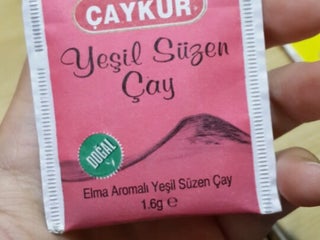 ÇAYKUR
Yeşil Süzen
Çay
DOĞAL
Elma Aromalı Yeşil Süzen Çay
1.6g ℮